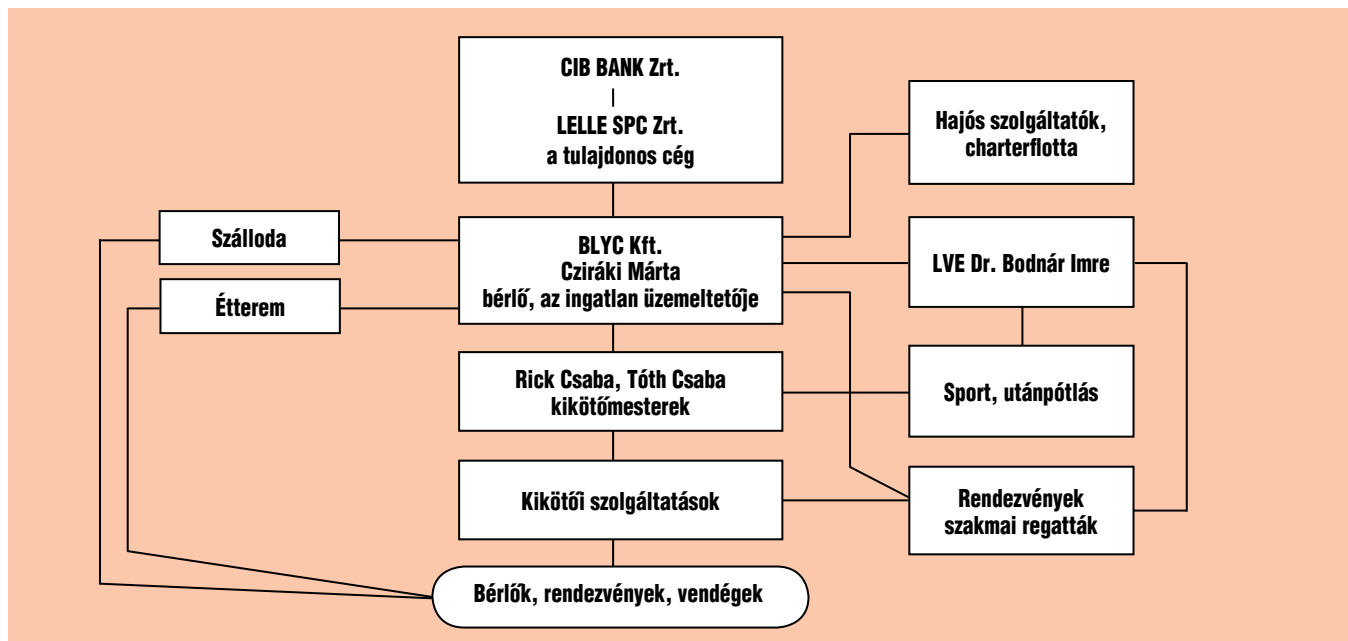 CIB BANK Zrt.
LELLE SPC Zrt.
a tulajdonos cég
Hajós szolgáltatók,
charterflotta
Szálloda
BLYC Kft.
Cziráki Márta
bérlő, az ingatlan üzemeltetője
LVE Dr. Bodnár Imre
Étterem
Rick Csaba, Tóth Csaba
kikötőmesterek
Sport, utánpótlás
Kikötői szolgáltatások
Rendezvények
szakmai regatták
Bérlők, rendezvények, vendégek